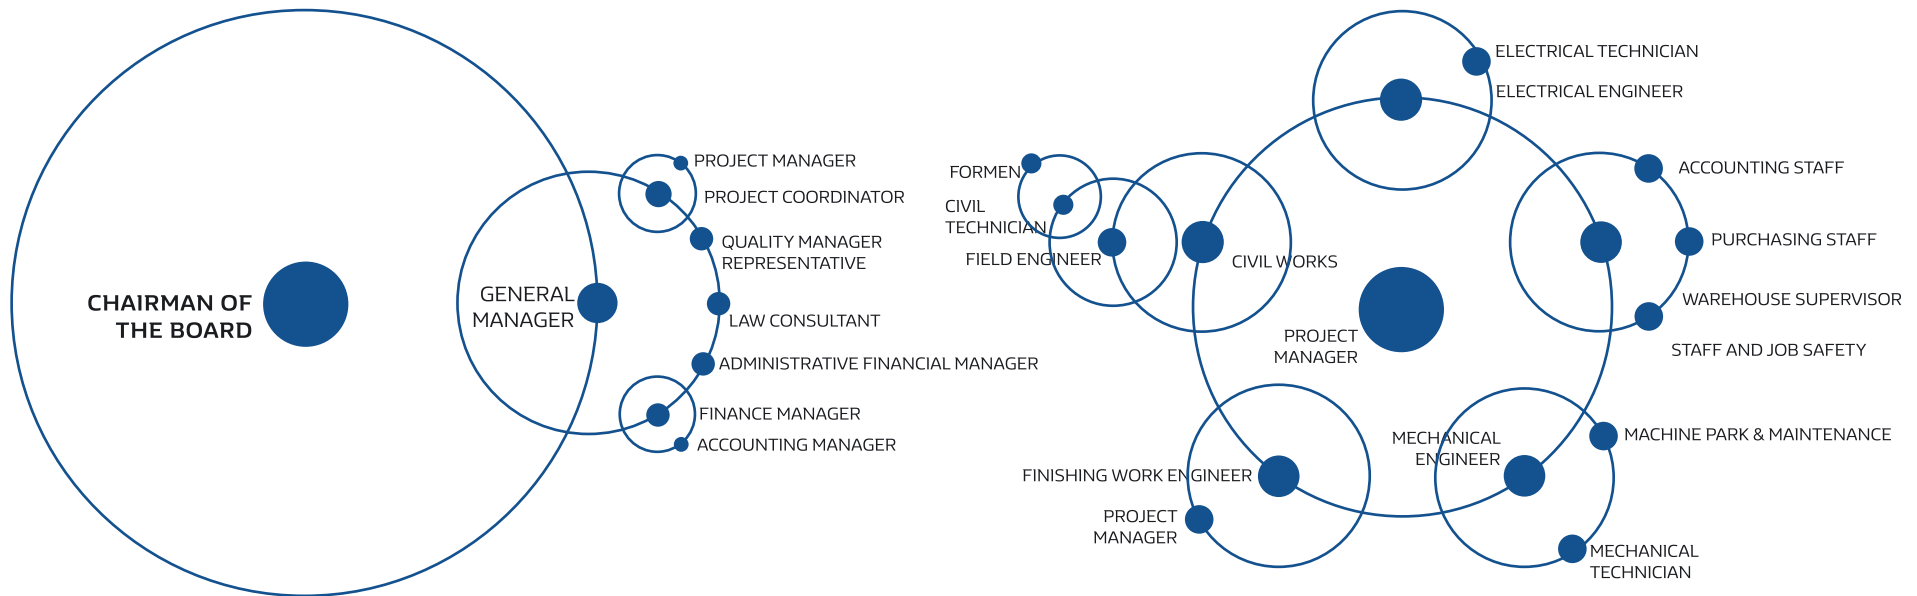 CHAIRMAN OF
THE BOARD
GENERAL
MANAGER
PROJECT MANAGER
PROJECT COORDINATOR
QUALITY MANAGER
REPRESENTATIVE
LAW CONSULTANT
ADMINISTRATIVE FINANCIAL MANAGER
FINANCE MANAGER
ACCOUNTING MANAGER
ELECTRICAL TECHNICIAN
ELECTRICAL ENGINEER
FORMEN
CIVIL
TECHNICIAN
FIELD ENGINEER
CIVIL WORKS
PROJECT
MANAGER
ACCOUNTING STAFF
PURCHASING STAFF
WAREHOUSE SUPERVISOR
STAFF AND JOB SAFETY
FINISHING WORK ENGINEER
PROJECT
MANAGER
MECHANICAL
ENGINEER
MACHINE PARK & MAINTENANCE
MECHANICAL
TECHNICIAN